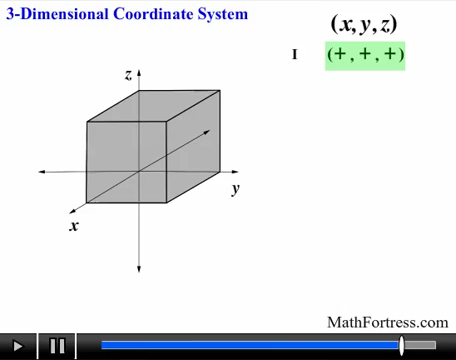 3-Dimensional Coordinate System
(x, y, z)
I (+, +, +)
z
y
x
MathFortress.com